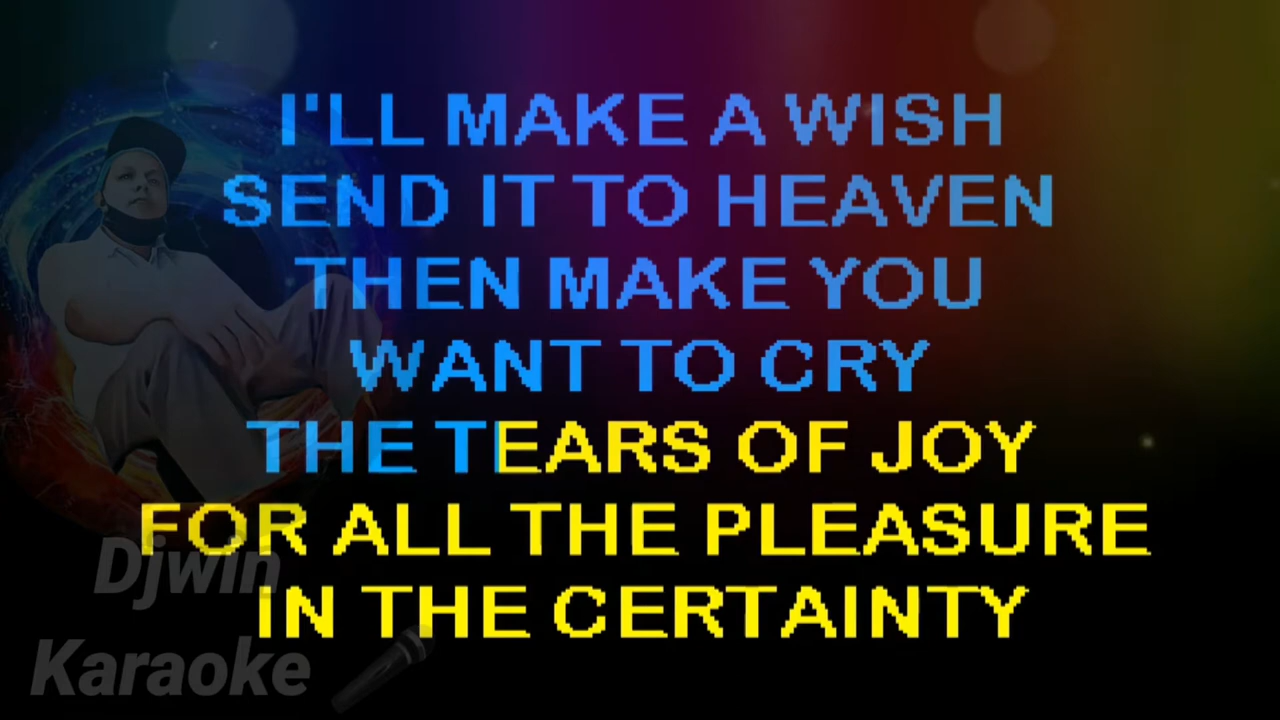 I'LL MAKE A WISH
SEND IT TO HEAVEN
THEN MAKE YOU
WANT TO CRY
THE TEARS OF JOY
FOR ALL THE PLEASURE
IN THE CERTAINTY
Djwin
Karaoke